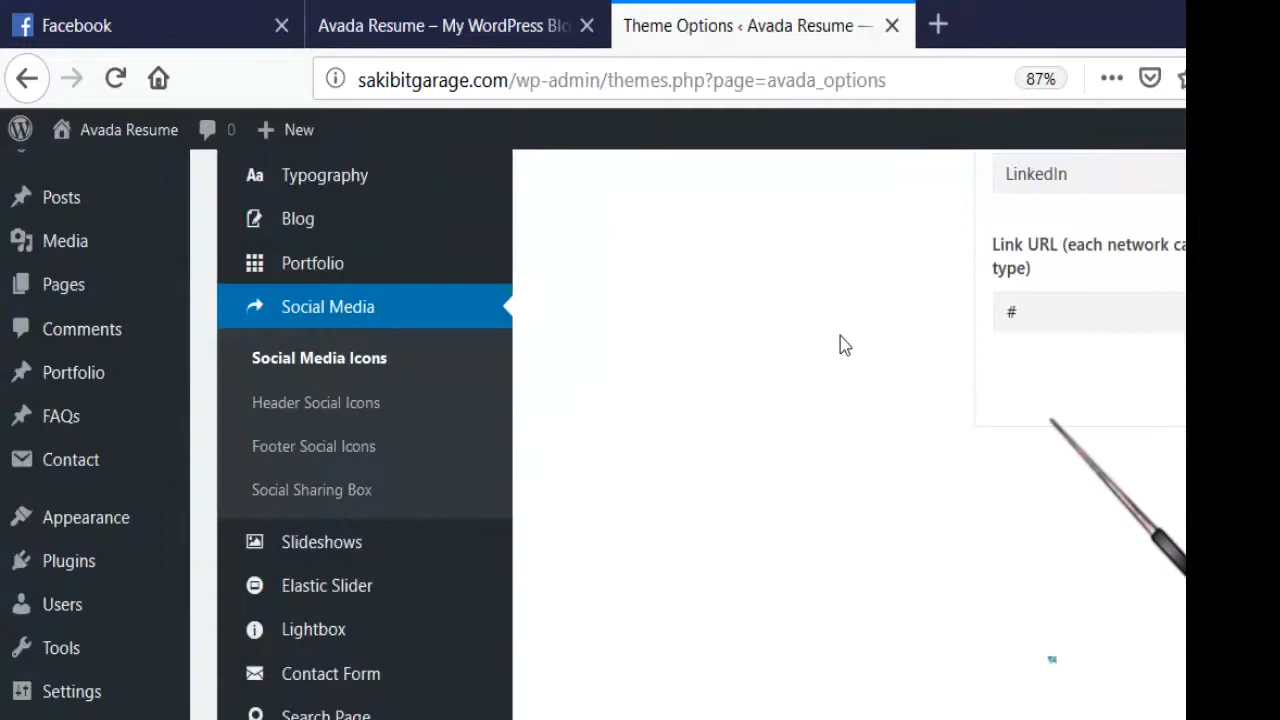 Facebook
Avada Resume – My WordPress Blo
Theme Options ‹ Avada Resume —
sakibitgarage.com/wp-admin/themes.php?page=avada_options
87%
Avada Resume
0
New
Posts
Media
Pages
Comments
Portfolio
FAQs
Contact
Appearance
Plugins
Users
Tools
Settings
Aa Typography
Blog
Portfolio
Social Media
Social Media Icons
Header Social Icons
Footer Social Icons
Social Sharing Box
Slideshows
Elastic Slider
Lightbox
Contact Form
Search Page
LinkedIn
Link URL (each network ca
type)
#